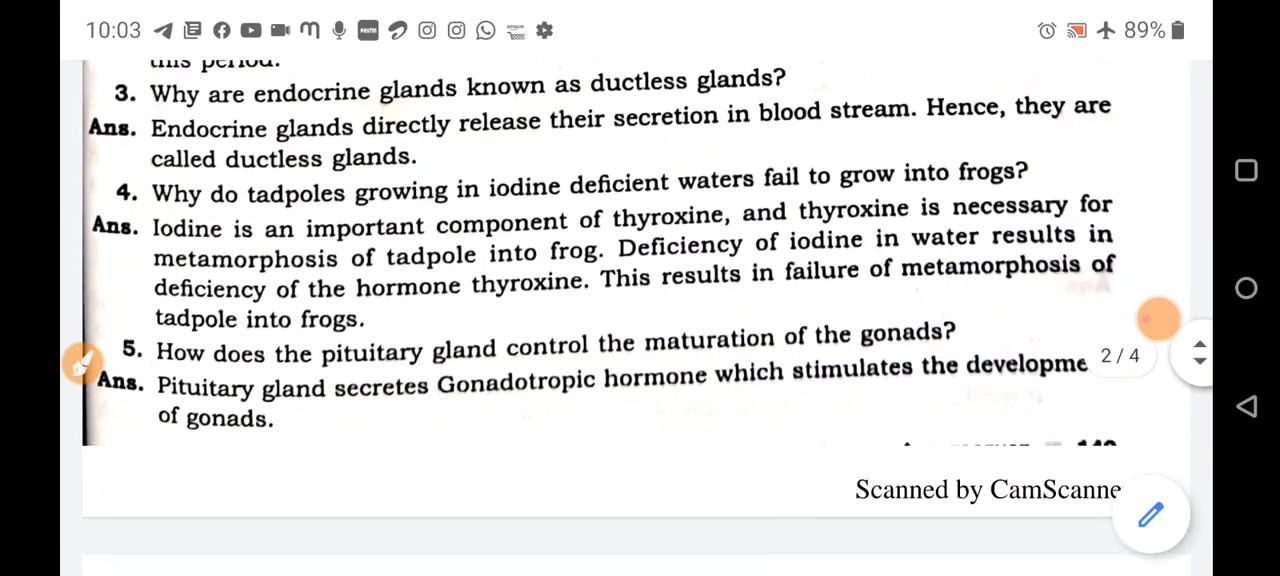 10:03 89%
this period.
3. Why are endocrine glands known as ductless glands?
Ans. Endocrine glands directly release their secretion in blood stream. Hence, they are
called ductless glands.
4. Why do tadpoles growing in iodine deficient waters fail to grow into frogs?
Ans. Iodine is an important component of thyroxine, and thyroxine is necessary for
metamorphosis of tadpole into frog. Deficiency of iodine in water results in
deficiency of the hormone thyroxine. This results in failure of metamorphosis of
tadpole into frogs.
5. How does the pituitary gland control the maturation of the gonads?
2 / 4
Ans. Pituitary gland secretes Gonadotropic hormone which stimulates the developme
of gonads.
Scanned by CamScanne